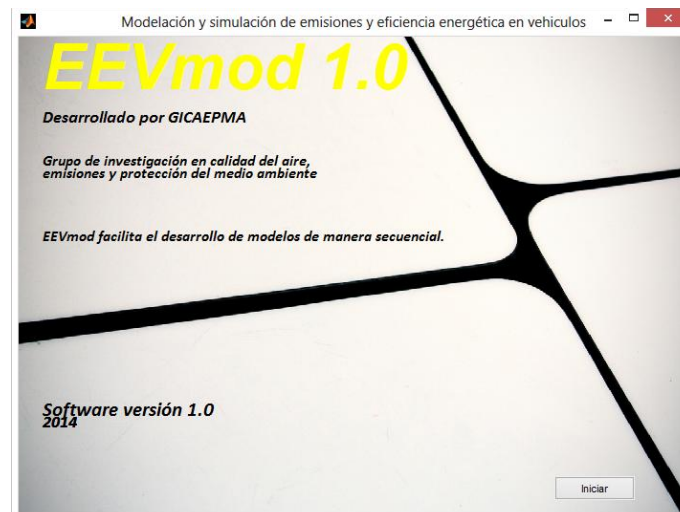 Modelación y simulación de emisiones y eficiencia energética en vehiculos
EEVmod 1.0
Desarrollado por GICAEPMA
Grupo de investigación en calidad del aire,
emisiones y protección del medio ambiente
EEVmod facilita el desarrollo de modelos de manera secuencial.
Software versión 1.0
2014
Iniciar